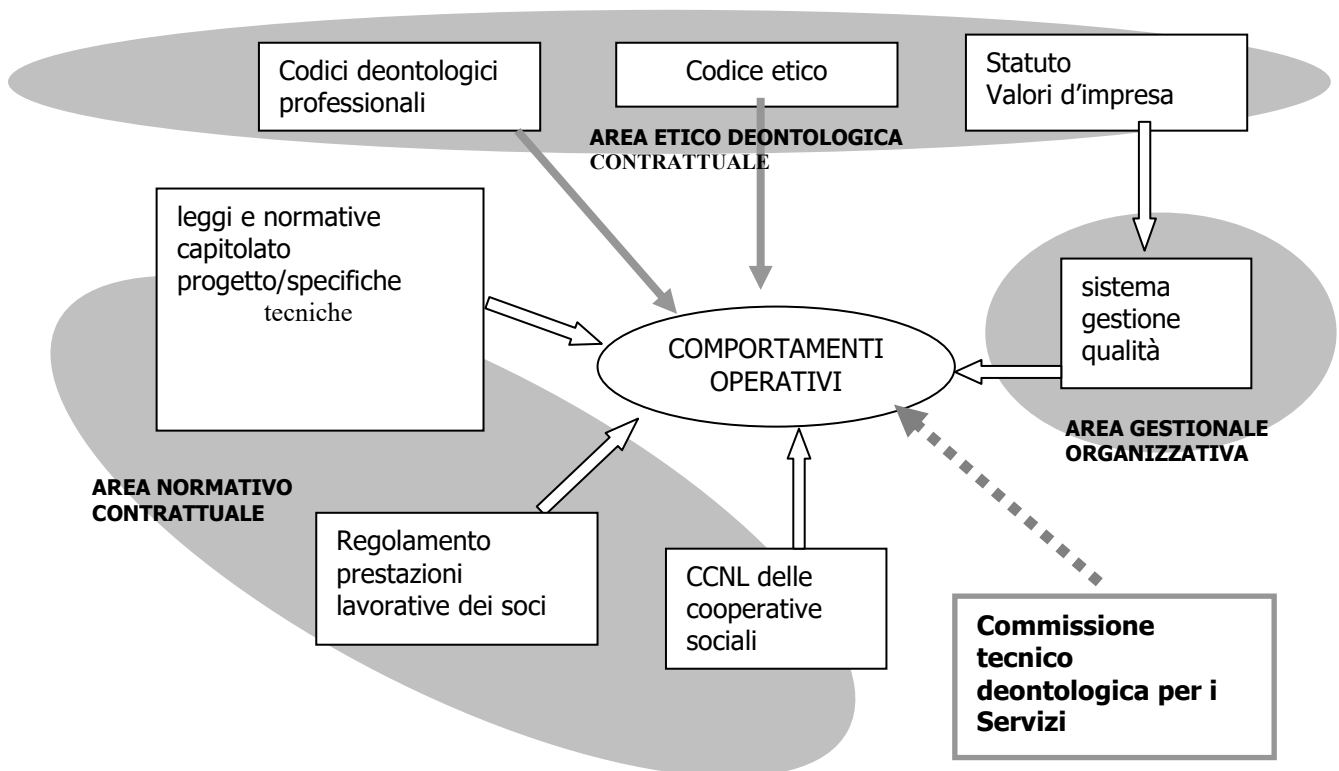 Codici deontologici
professionali
Codice etico
Statuto
Valori d'impresa
AREA ETICO DEONTOLOGICA
CONTRATTUALE
leggi e normative
capitolato
progetto/specifiche
tecniche
sistema
gestione
qualità
COMPORTAMENTI
OPERATIVI
AREA GESTIONALE
ORGANIZZATIVA
AREA NORMATIVO
CONTRATTUALE
Regolamento
prestazioni
lavorative dei soci
CCNL delle
cooperative
sociali
Commissione
tecnico
deontologica per i
Servizi